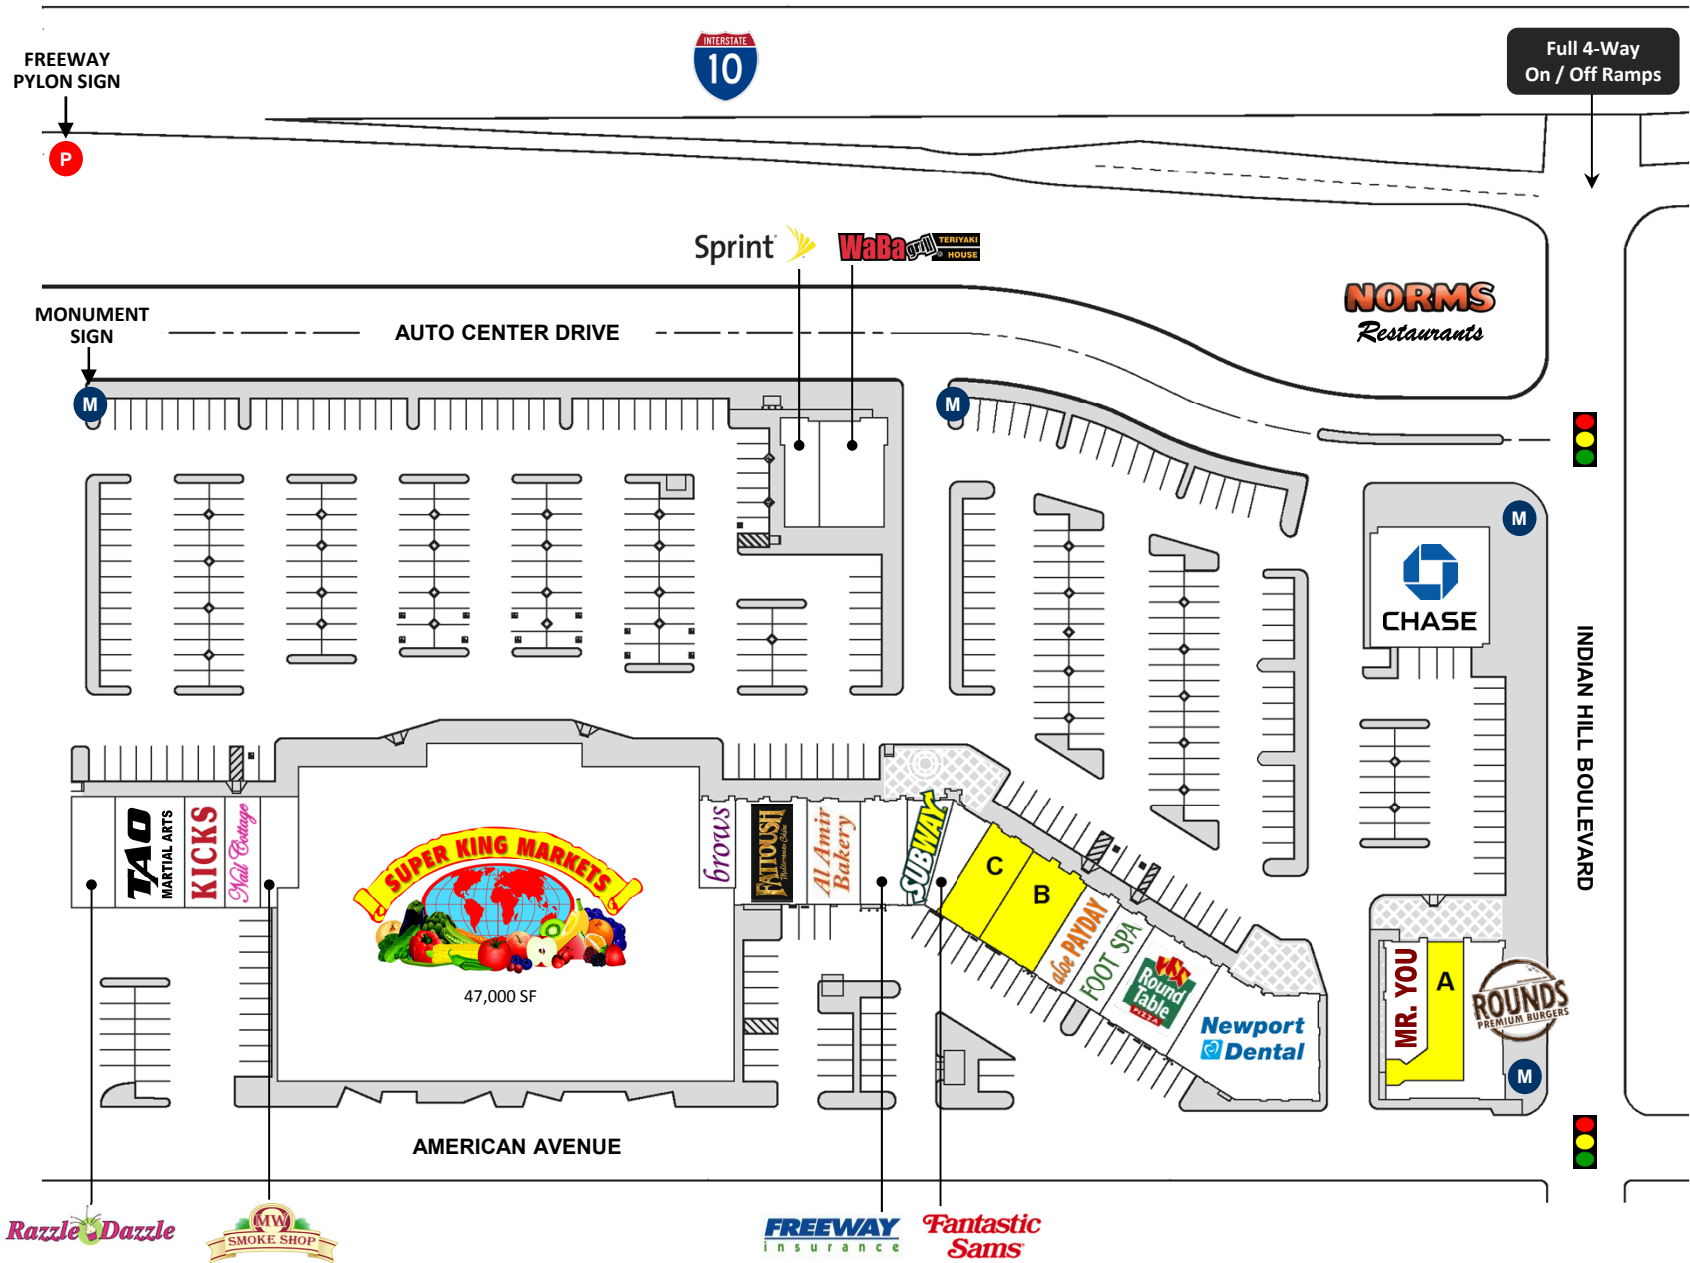 INTERSTATE
10
Full 4-Way
On / Off Ramps
FREEWAY
PYLON SIGN
P
Sprint
WaBa grill
TERIYAKI
HOUSE
NORMS
Restaurants
MONUMENT
SIGN
AUTO CENTER DRIVE
M
M
M
CHASE
INDIAN HILL BOULEVARD
TAO
MARTIAL ARTS
KICKS
Nail Cottage
SUPER KING MARKETS
47,000 SF
brows
FATTOUSH
Al Amir
Bakery
SUBWAY
C
B
aloe PAYDAY
FOOT SPA
Round
Table
PIZZA
Newport
Dental
MR. YOU
A
ROUNDS
PREMIUM BURGERS
M
AMERICAN AVENUE
Razzle Dazzle
MW
SMOKE SHOP
FREEWAY
insurance
Fantastic
Sams